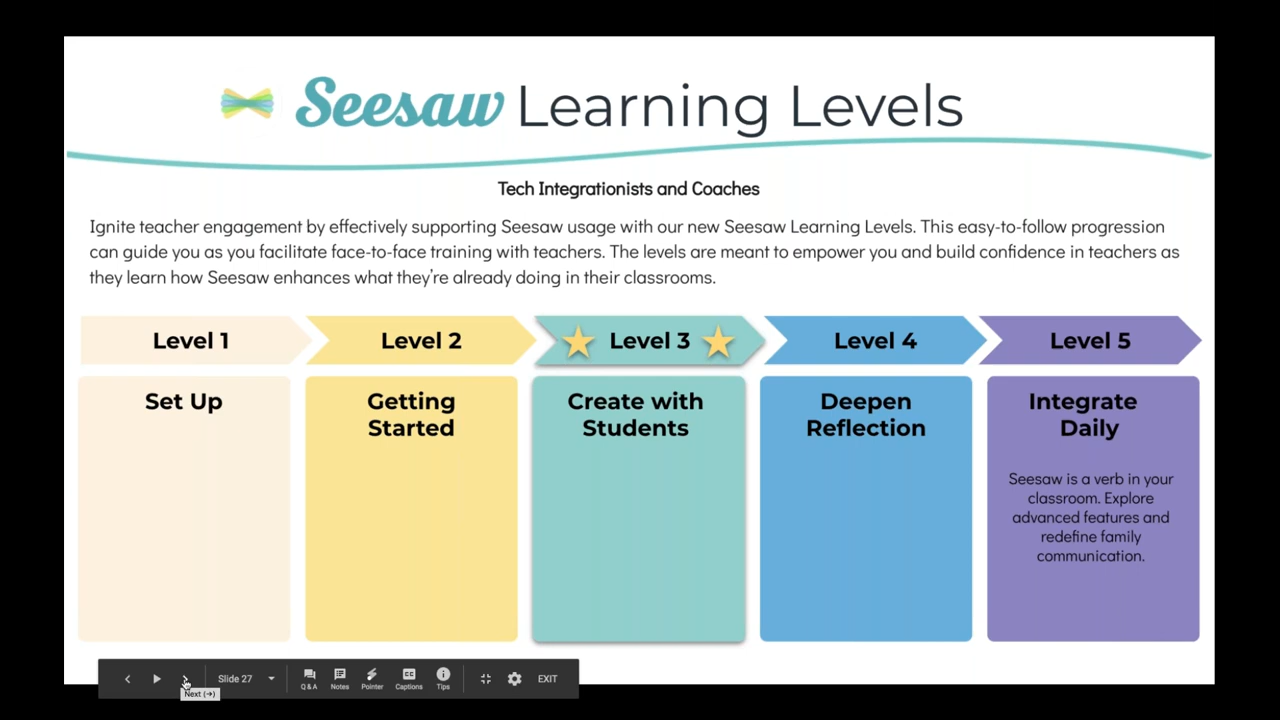 Seesaw Learning Levels
Tech Integrationists and Coaches
Ignite teacher engagement by effectively supporting Seesaw usage with our new Seesaw Learning Levels. This easy-to-follow progression
can guide you as you facilitate face-to-face training with teachers. The levels are meant to empower you and build confidence in teachers as
they learn how Seesaw enhances what they're already doing in their classrooms.
Level 1
Level 2
Level 3
Level 4
Level 5
Set Up
Getting
Started
Create with
Students
Deepen
Reflection
Integrate
Daily
Seesaw is a verb in your
classroom. Explore
advanced features and
redefine family
communication.
Slide 27
Q & A
Notes
Pointer
CC
Captions
Tips
EXIT
Next (→)